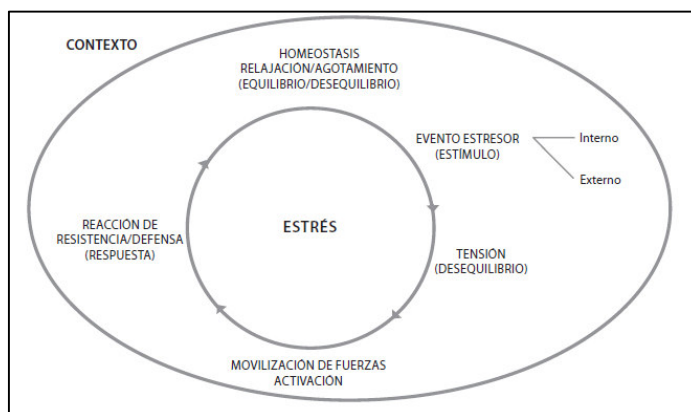 CONTEXTO
HOMEOSTASIS
RELAJACIÓN/AGOTAMIENTO
(EQUILIBRIO/DESEQUILIBRIO)
EVENTO ESTRESOR
(ESTÍMULO)
Interno
Externo
ESTRÉS
TENSIÓN
(DESEQUILIBRIO)
MOVILIZACIÓN DE FUERZAS
ACTIVACIÓN
REACCIÓN DE
RESISTENCIA/DEFENSA
(RESPUESTA)